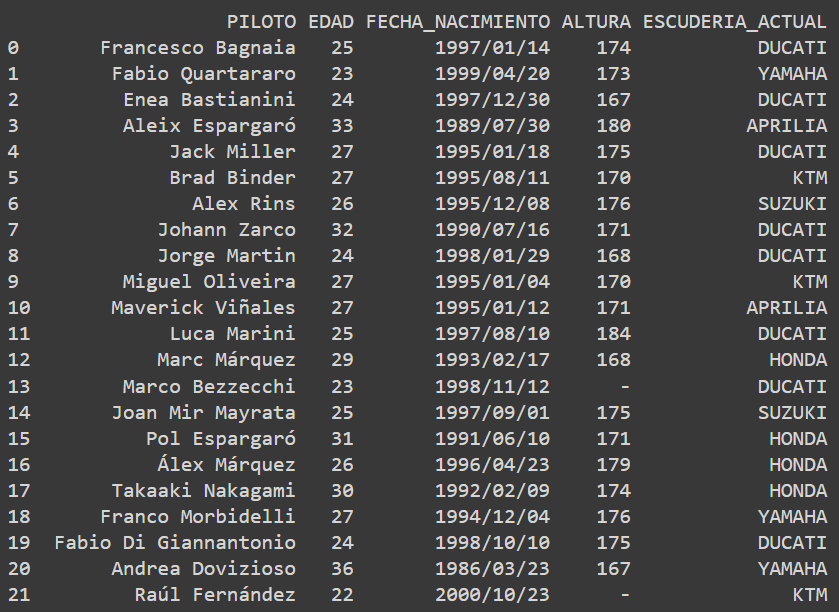 PILOTO EDAD FECHA_NACIMIENTO ALTURA ESCUDERIA_ACTUAL
0 Francesco Bagnaia 25 1997/01/14 174 DUCATI
1 Fabio Quartararo 23 1999/04/20 173 YAMAHA
2 Enea Bastianini 24 1997/12/30 167 DUCATI
3 Aleix Espargaró 33 1989/07/30 180 APRILIA
4 Jack Miller 27 1995/01/18 175 DUCATI
5 Brad Binder 27 1995/08/11 170 KTM
6 Alex Rins 26 1995/12/08 176 SUZUKI
7 Johann Zarco 32 1990/07/16 171 DUCATI
8 Jorge Martin 24 1998/01/29 168 DUCATI
9 Miguel Oliveira 27 1995/01/04 170 KTM
10 Maverick Viñales 27 1995/01/12 171 APRILIA
11 Luca Marini 25 1997/08/10 184 DUCATI
12 Marc Márquez 29 1993/02/17 168 HONDA
13 Marco Bezzecchi 23 1998/11/12 - DUCATI
14 Joan Mir Mayrata 25 1997/09/01 175 SUZUKI
15 Pol Espargaró 31 1991/06/10 171 HONDA
16 Álex Márquez 26 1996/04/23 179 HONDA
17 Takaaki Nakagami 30 1992/02/09 174 HONDA
18 Franco Morbidelli 27 1994/12/04 176 YAMAHA
19 Fabio Di Giannantonio 24 1998/10/10 175 DUCATI
20 Andrea Dovizioso 36 1986/03/23 167 YAMAHA
21 Raúl Fernández 22 2000/10/23 - KTM